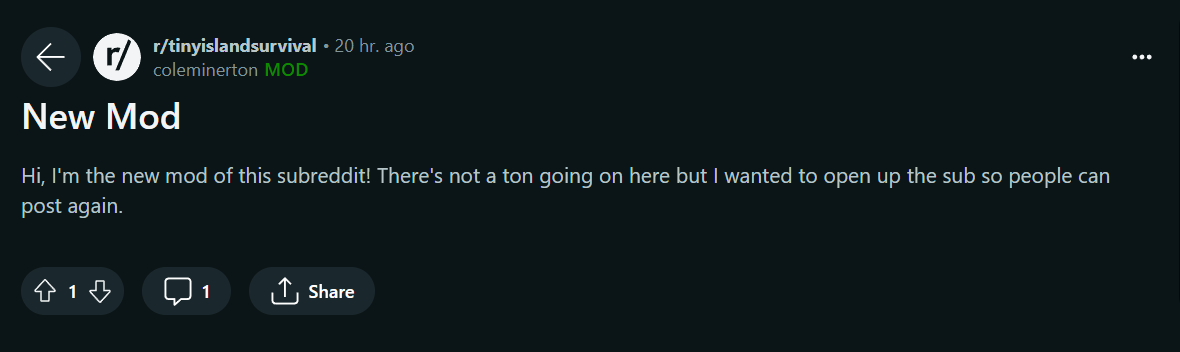 r/ r/tinyislandsurvival • 20 hr. ago
coleminerton MOD
New Mod
Hi, I'm the new mod of this subreddit! There's not a ton going on here but I wanted to open up the sub so people can
post again.
1 1 Share